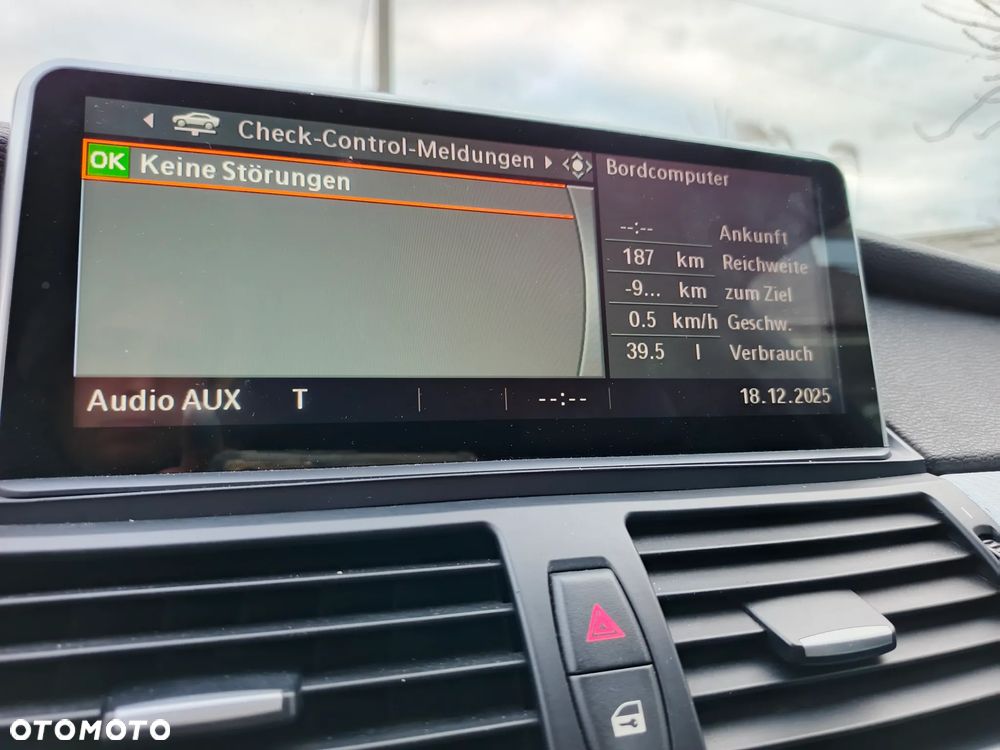 Check-Control-Meldungen
OK Keine Störungen
Bordcomputer
--:-- Ankunft
187 km Reichweite
-9... km zum Ziel
0.5 km/h Geschw.
39.5 l Verbrauch
Audio AUX T --:-- 18.12.2025
OTOMOTO